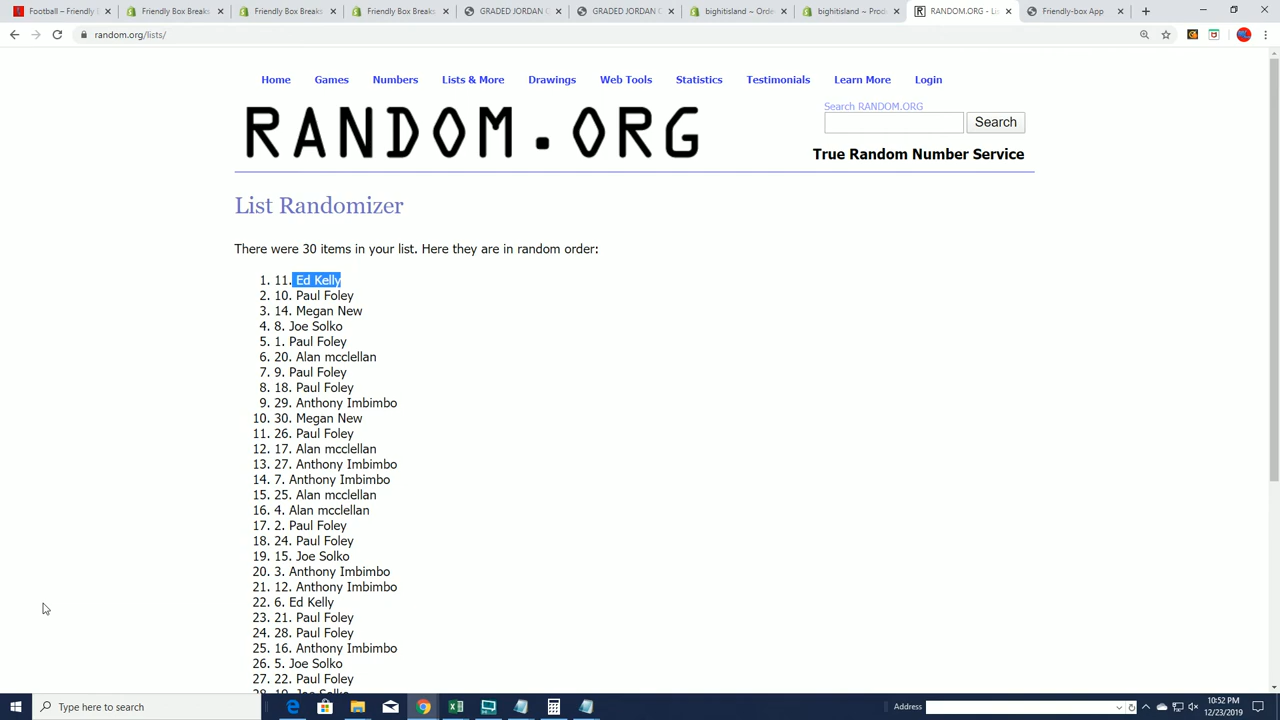 Football – Friendly
Friendly Box Breaks
Friendly Box Breaks
Friendly Box Breaks
GRADED JORDAN
GRADED JORDAN
bighitisland ~ Orde
bighitisland ~ Prod
RANDOM.ORG - Lis
Friendly-box App
random.org/lists/
Home Games Numbers Lists & More Drawings Web Tools Statistics Testimonials Learn More Login
RANDOM.ORG
Search RANDOM.ORG
Search
True Random Number Service
List Randomizer
There were 30 items in your list. Here they are in random order:
1. 11. Ed Kelly
2. 10. Paul Foley
3. 14. Megan New
4. 8. Joe Solko
5. 1. Paul Foley
6. 20. Alan mcclellan
7. 9. Paul Foley
8. 18. Paul Foley
9. 29. Anthony Imbimbo
10. 30. Megan New
11. 26. Paul Foley
12. 17. Alan mcclellan
13. 27. Anthony Imbimbo
14. 7. Anthony Imbimbo
15. 25. Alan mcclellan
16. 4. Alan mcclellan
17. 2. Paul Foley
18. 24. Paul Foley
19. 15. Joe Solko
20. 3. Anthony Imbimbo
21. 12. Anthony Imbimbo
22. 6. Ed Kelly
23. 21. Paul Foley
24. 28. Paul Foley
25. 16. Anthony Imbimbo
26. 5. Joe Solko
27. 22. Paul Foley
28. 19. Joe Solko
Type here to search
Address
10:52 PM
12/23/2019